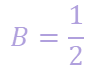 B = 1/2